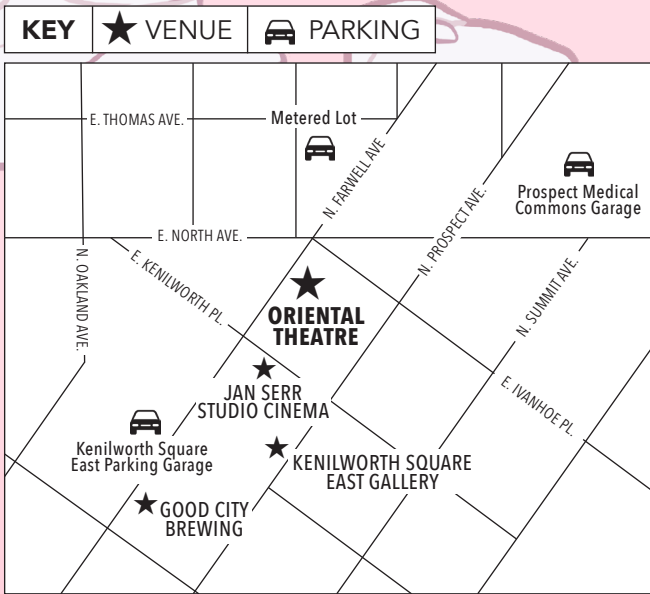 KEY VENUE PARKING
E. THOMAS AVE.
Metered Lot
N. FARWELL AVE
Prospect Medical
Commons Garage
N. PROSPECT AVE.
E. NORTH AVE.
N. OAKLAND AVE.
E. KENILWORTH PL.
N. SUMMIT AVE.
ORIENTAL
THEATRE
JAN SERR
STUDIO CINEMA
E. IVANHOE PL.
Kenilworth Square
East Parking Garage
KENILWORTH SQUARE
EAST GALLERY
GOOD CITY
BREWING